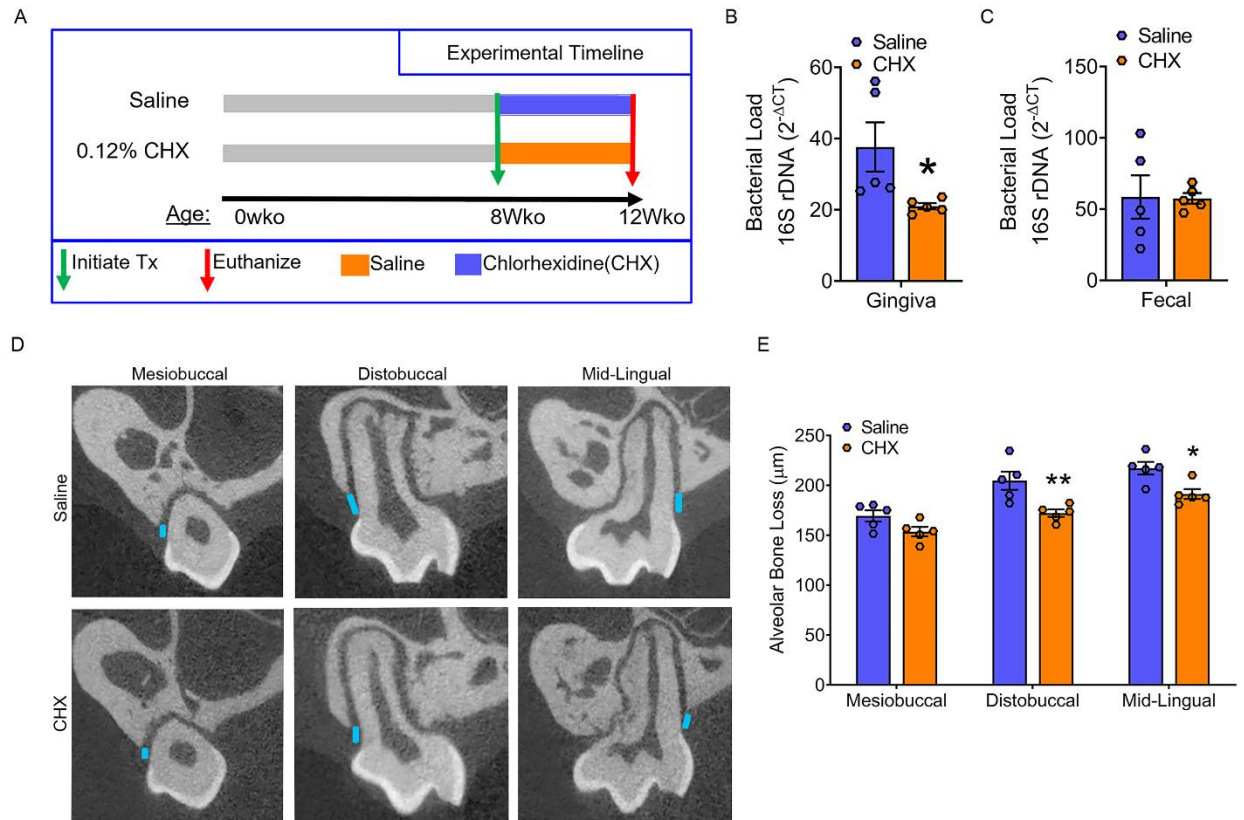 A
Experimental Timeline
Saline
0.12% CHX
Age:
0wko
8Wko
12Wko
Initiate Tx
Euthanize
Saline
Chlorhexidine(CHX)
B
Saline
CHX
Bacterial Load
16S rDNA (2^-ΔCT)
60
40
20
0
*
Gingiva
C
Saline
CHX
Bacterial Load
16S rDNA (2^-ΔCT)
150
100
50
0
Fecal
D
Mesiobuccal
Distobuccal
Mid-Lingual
Saline
CHX
E
Saline
CHX
Alveolar Bone Loss (μm)
250
200
150
100
50
0
**
*
Mesiobuccal
Distobuccal
Mid-Lingual